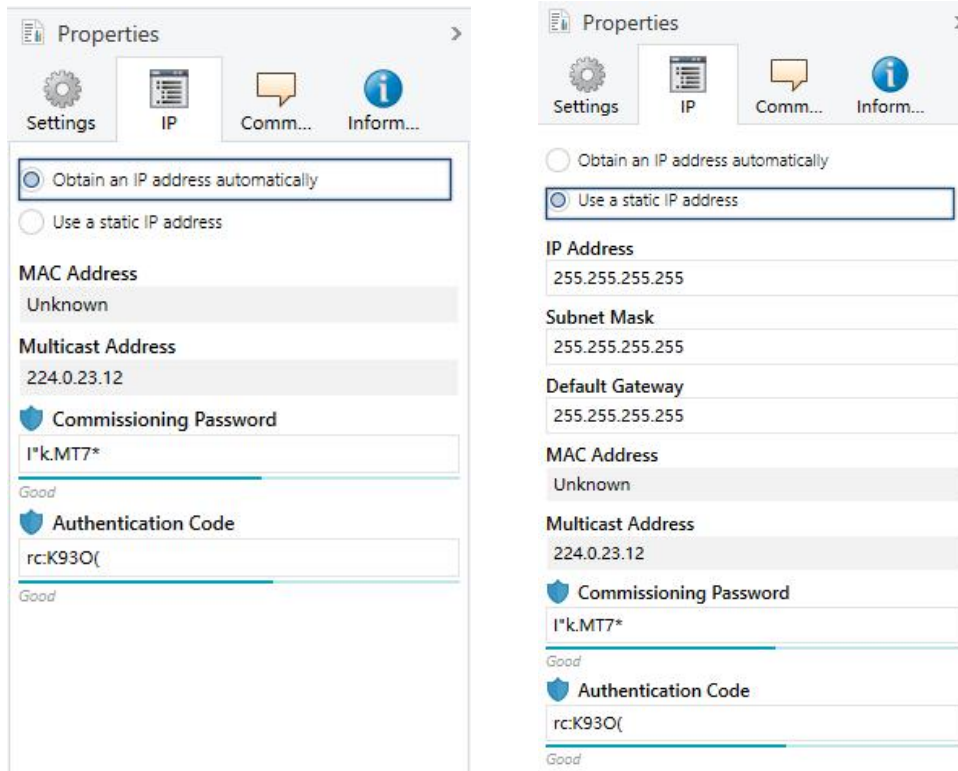 Properties
Settings IP Comm... Inform...
Obtain an IP address automatically
Use a static IP address
MAC Address
Unknown
Multicast Address
224.0.23.12
Commissioning Password
I"k.MT7*
Good
Authentication Code
rc:K93O(
Good
Properties
Settings IP Comm... Inform...
Obtain an IP address automatically
Use a static IP address
IP Address
255.255.255.255
Subnet Mask
255.255.255.255
Default Gateway
255.255.255.255
MAC Address
Unknown
Multicast Address
224.0.23.12
Commissioning Password
I"k.MT7*
Good
Authentication Code
rc:K93O(
Good